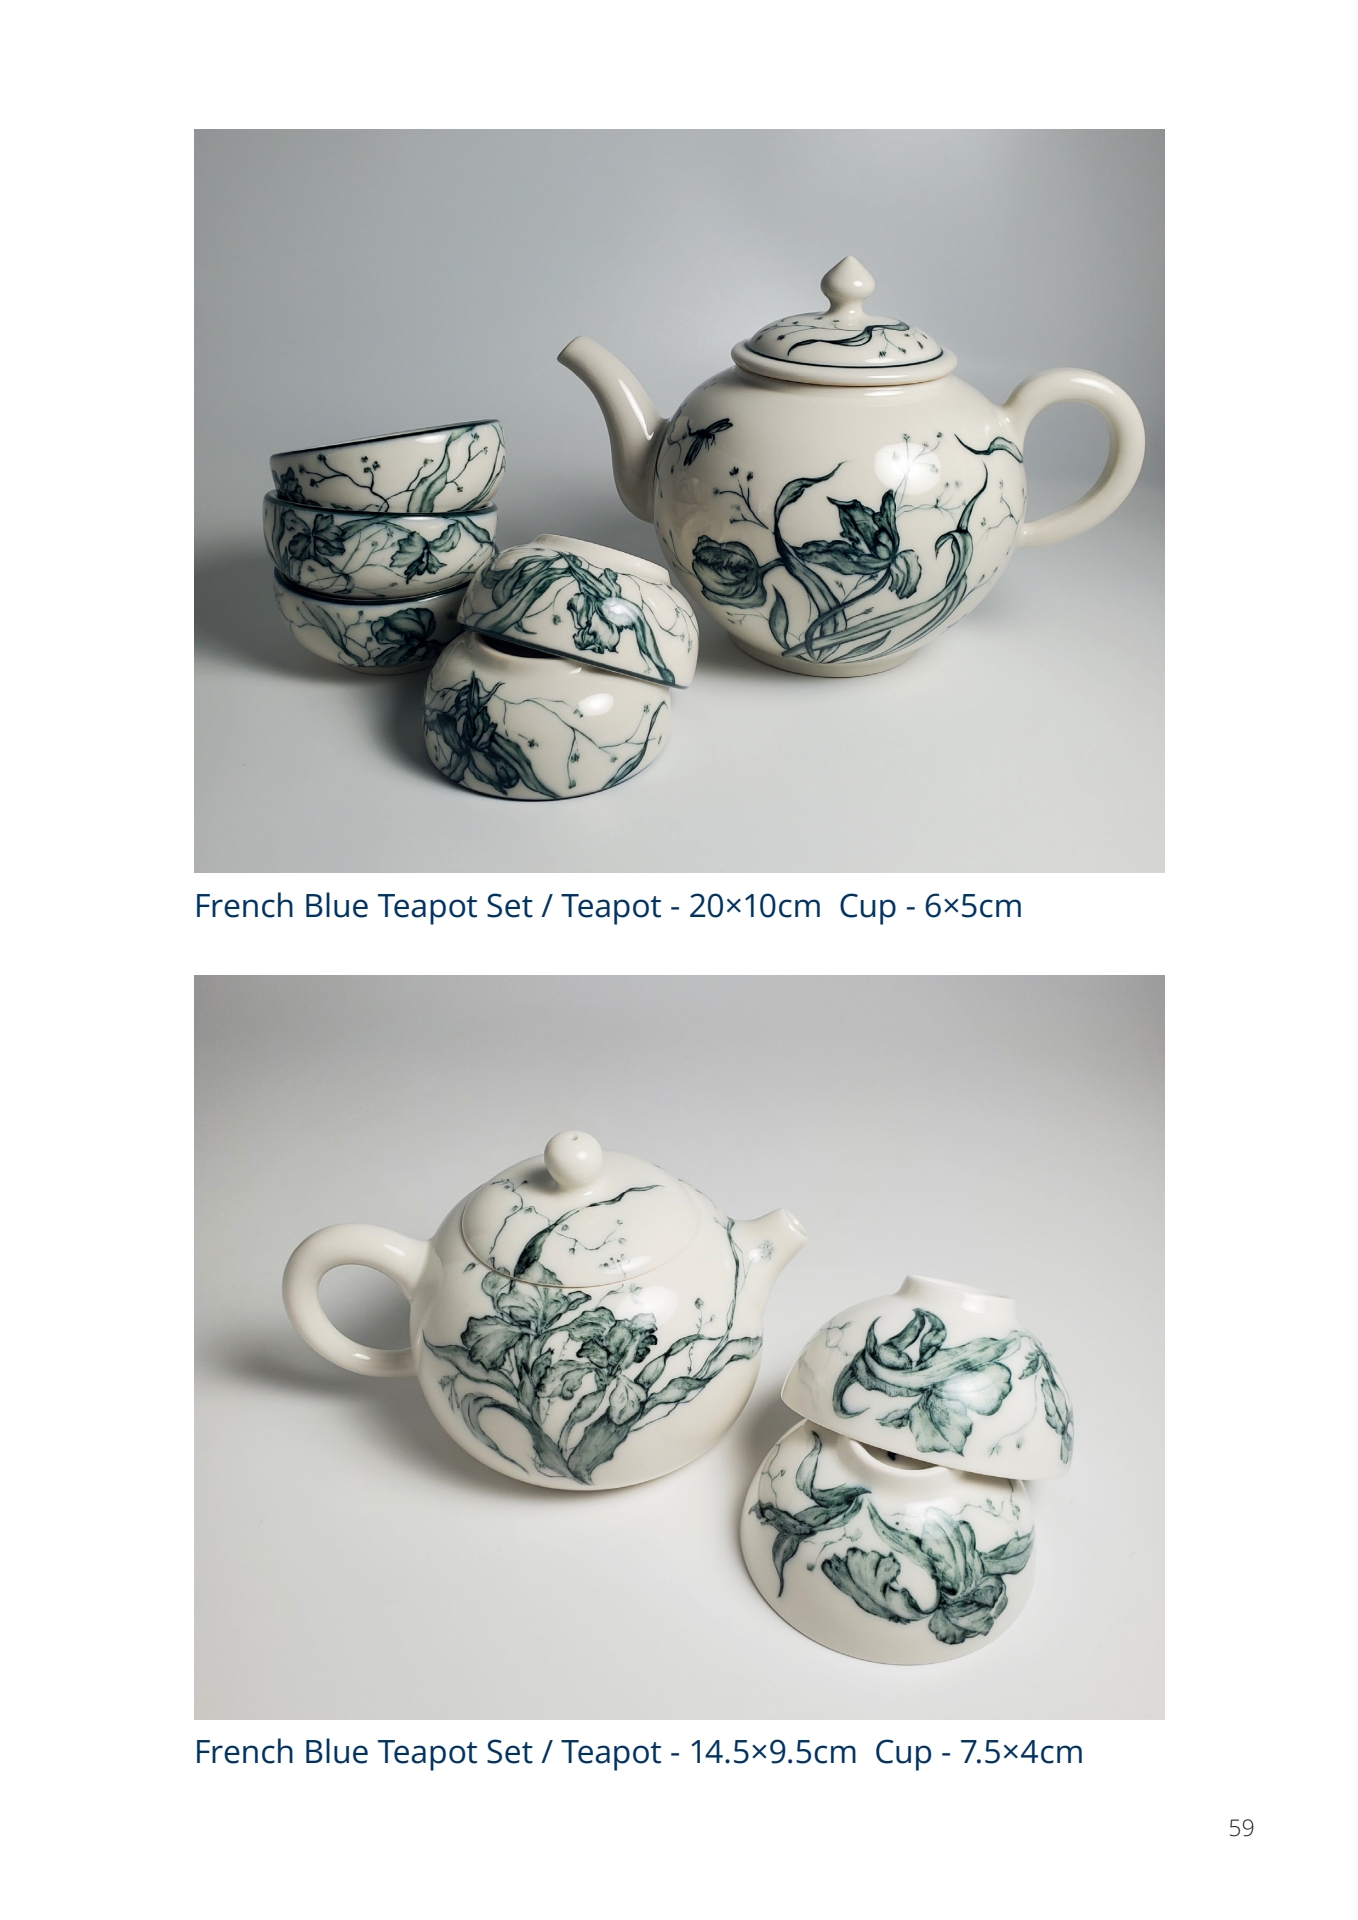 French Blue Teapot Set / Teapot - 20×10cm  Cup - 6×5cm
French Blue Teapot Set / Teapot - 14.5×9.5cm  Cup - 7.5×4cm
59